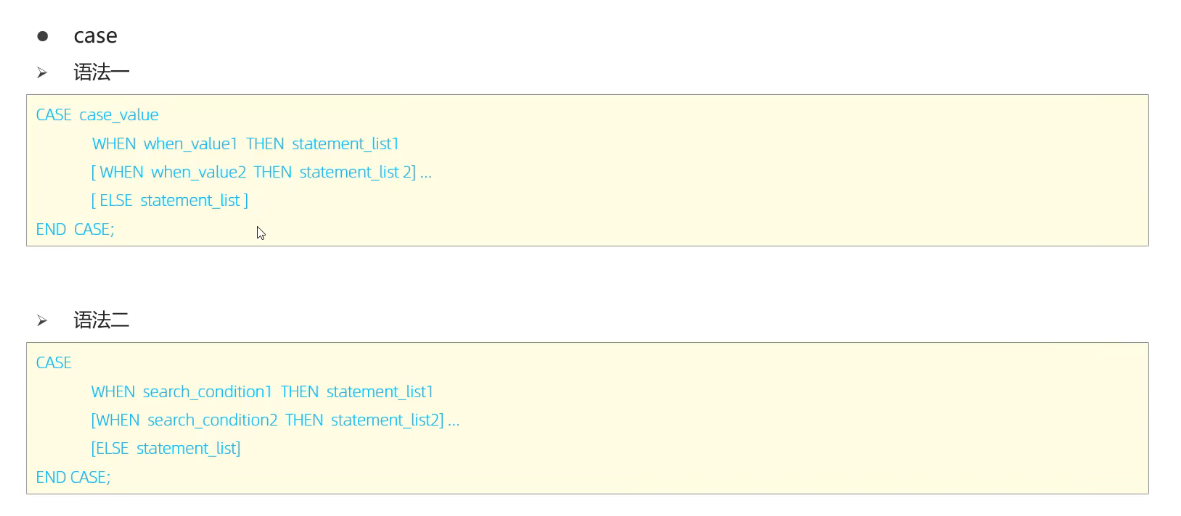 case
语法一
CASE case_value
WHEN when_value1 THEN statement_list1
[ WHEN when_value2 THEN statement_list 2] ...
[ ELSE statement_list ]
END CASE;
语法二
CASE
WHEN search_condition1 THEN statement_list1
[WHEN search_condition2 THEN statement_list2] ...
[ELSE statement_list]
END CASE;